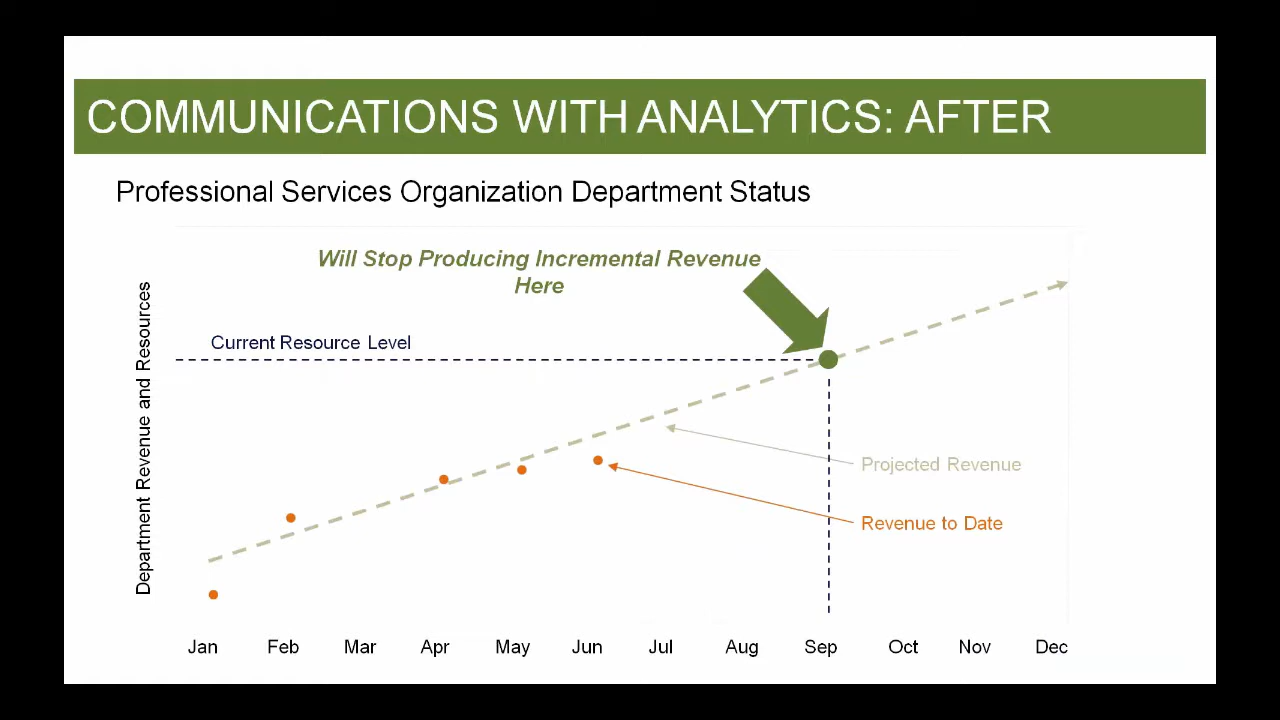 COMMUNICATIONS WITH ANALYTICS: AFTER
Professional Services Organization Department Status
Will Stop Producing Incremental Revenue
Here
Current Resource Level
Department Revenue and Resources
Projected Revenue
Revenue to Date
Jan Feb Mar Apr May Jun Jul Aug Sep Oct Nov Dec